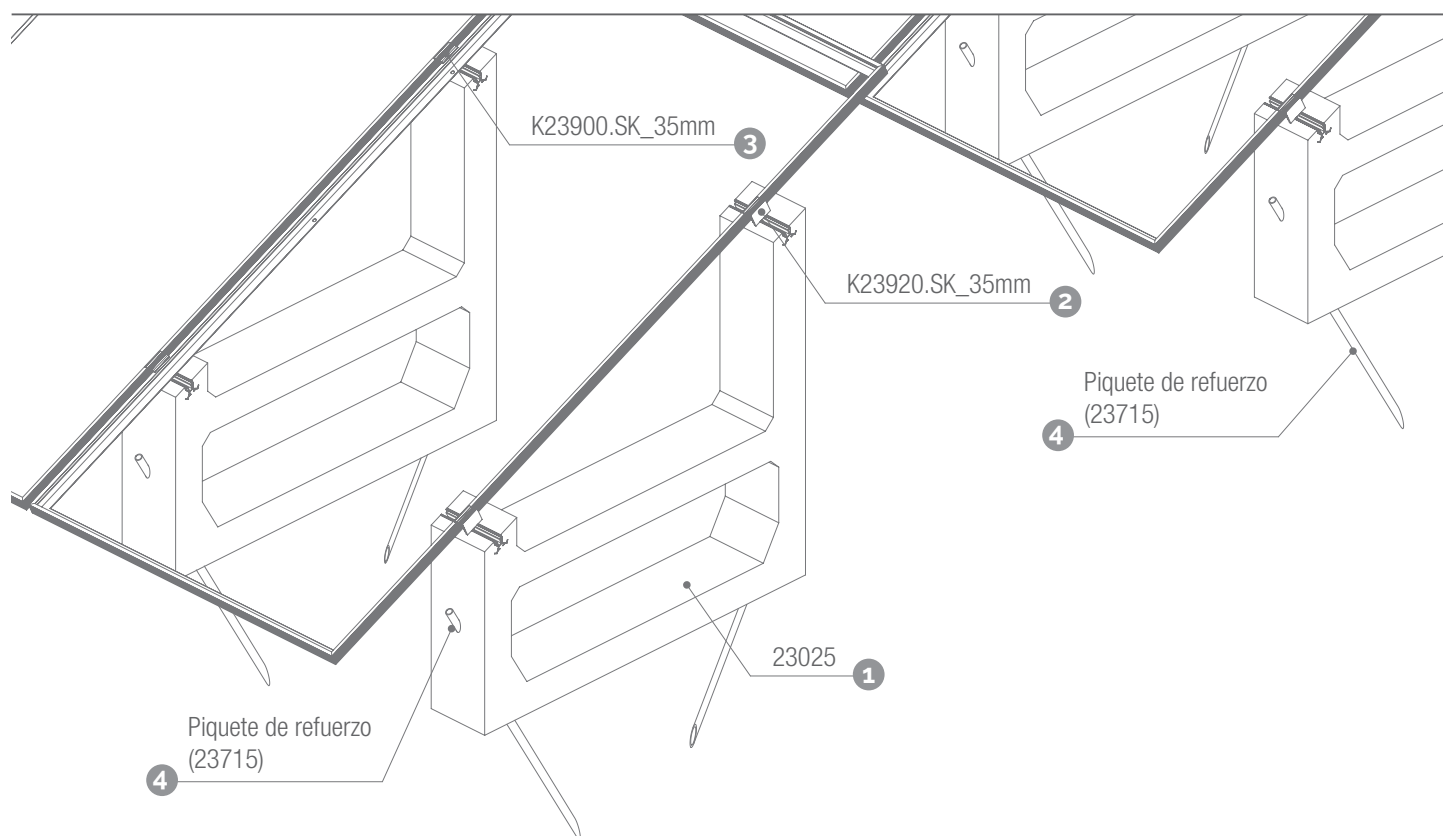 K23900.SK_35mm
3
K23920.SK_35mm
2
Piquete de refuerzo
(23715)
4
23025
1
Piquete de refuerzo
(23715)
4